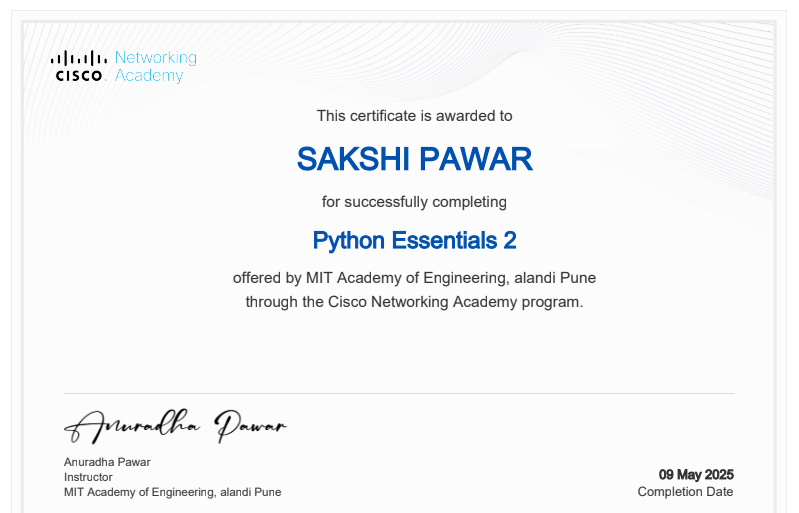 Networking
CISCO Academy
This certificate is awarded to
SAKSHI PAWAR
for successfully completing
Python Essentials 2
offered by MIT Academy of Engineering, alandi Pune
through the Cisco Networking Academy program.
Anuradha Pawar
Anuradha Pawar
Instructor
MIT Academy of Engineering, alandi Pune
09 May 2025
Completion Date